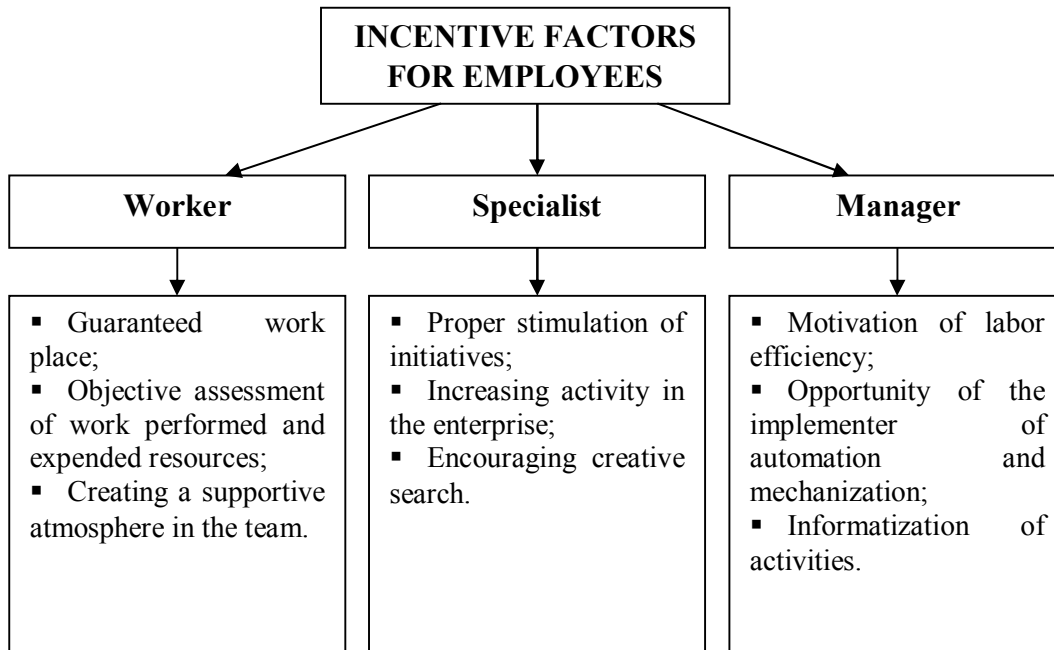 INCENTIVE FACTORS
FOR EMPLOYEES
Worker
Specialist
Manager
▪ Guaranteed work
place;
▪ Objective assessment
of work performed and
expended resources;
▪ Creating a supportive
atmosphere in the team.
▪ Proper stimulation of
initiatives;
▪ Increasing activity in
the enterprise;
▪ Encouraging creative
search.
▪ Motivation of labor
efficiency;
▪ Opportunity of the
implementer of
automation and
mechanization;
▪ Informatization of
activities.